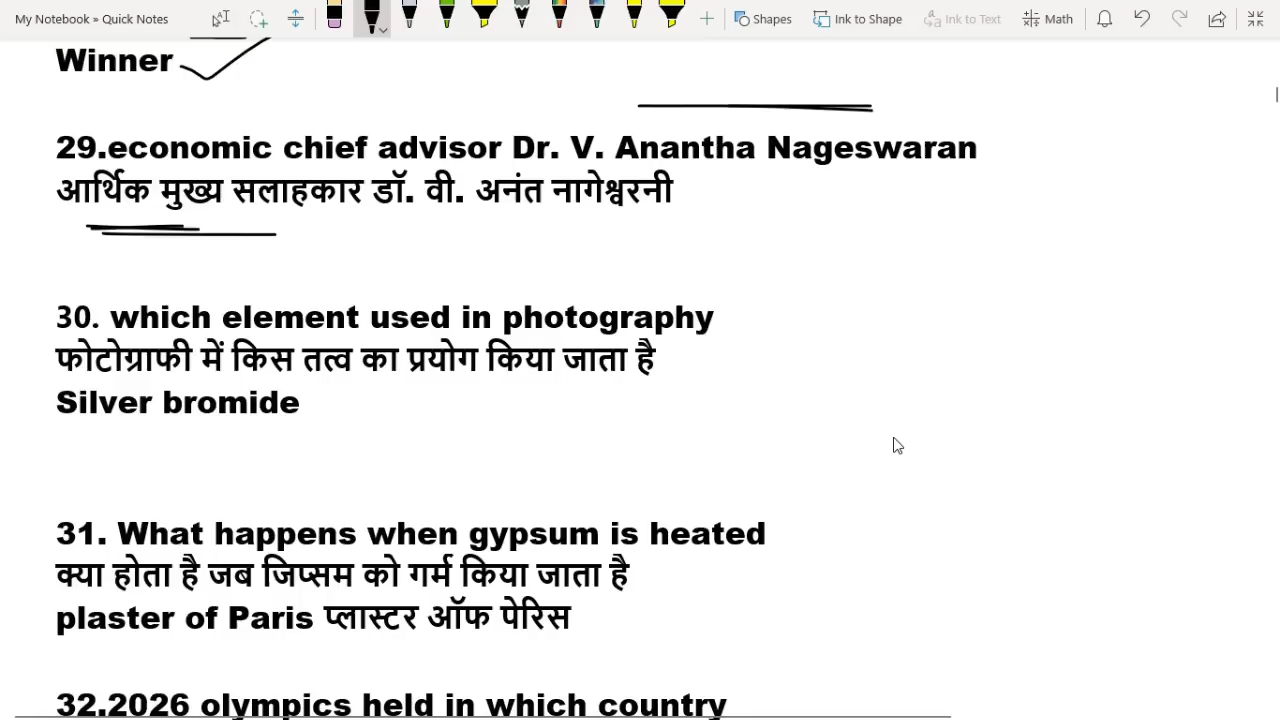 My Notebook » Quick Notes
Shapes
Ink to Shape
Ink to Text
Math
Winner
29.economic chief advisor Dr. V. Anantha Nageswaran
आर्थिक मुख्य सलाहकार डॉ. वी. अनंत नागेश्वरनी
30. which element used in photography
फोटोग्राफी में किस तत्व का प्रयोग किया जाता है
Silver bromide
31. What happens when gypsum is heated
क्या होता है जब जिप्सम को गर्म किया जाता है
plaster of Paris प्लास्टर ऑफ पेरिस
32.2026 olympics held in which country